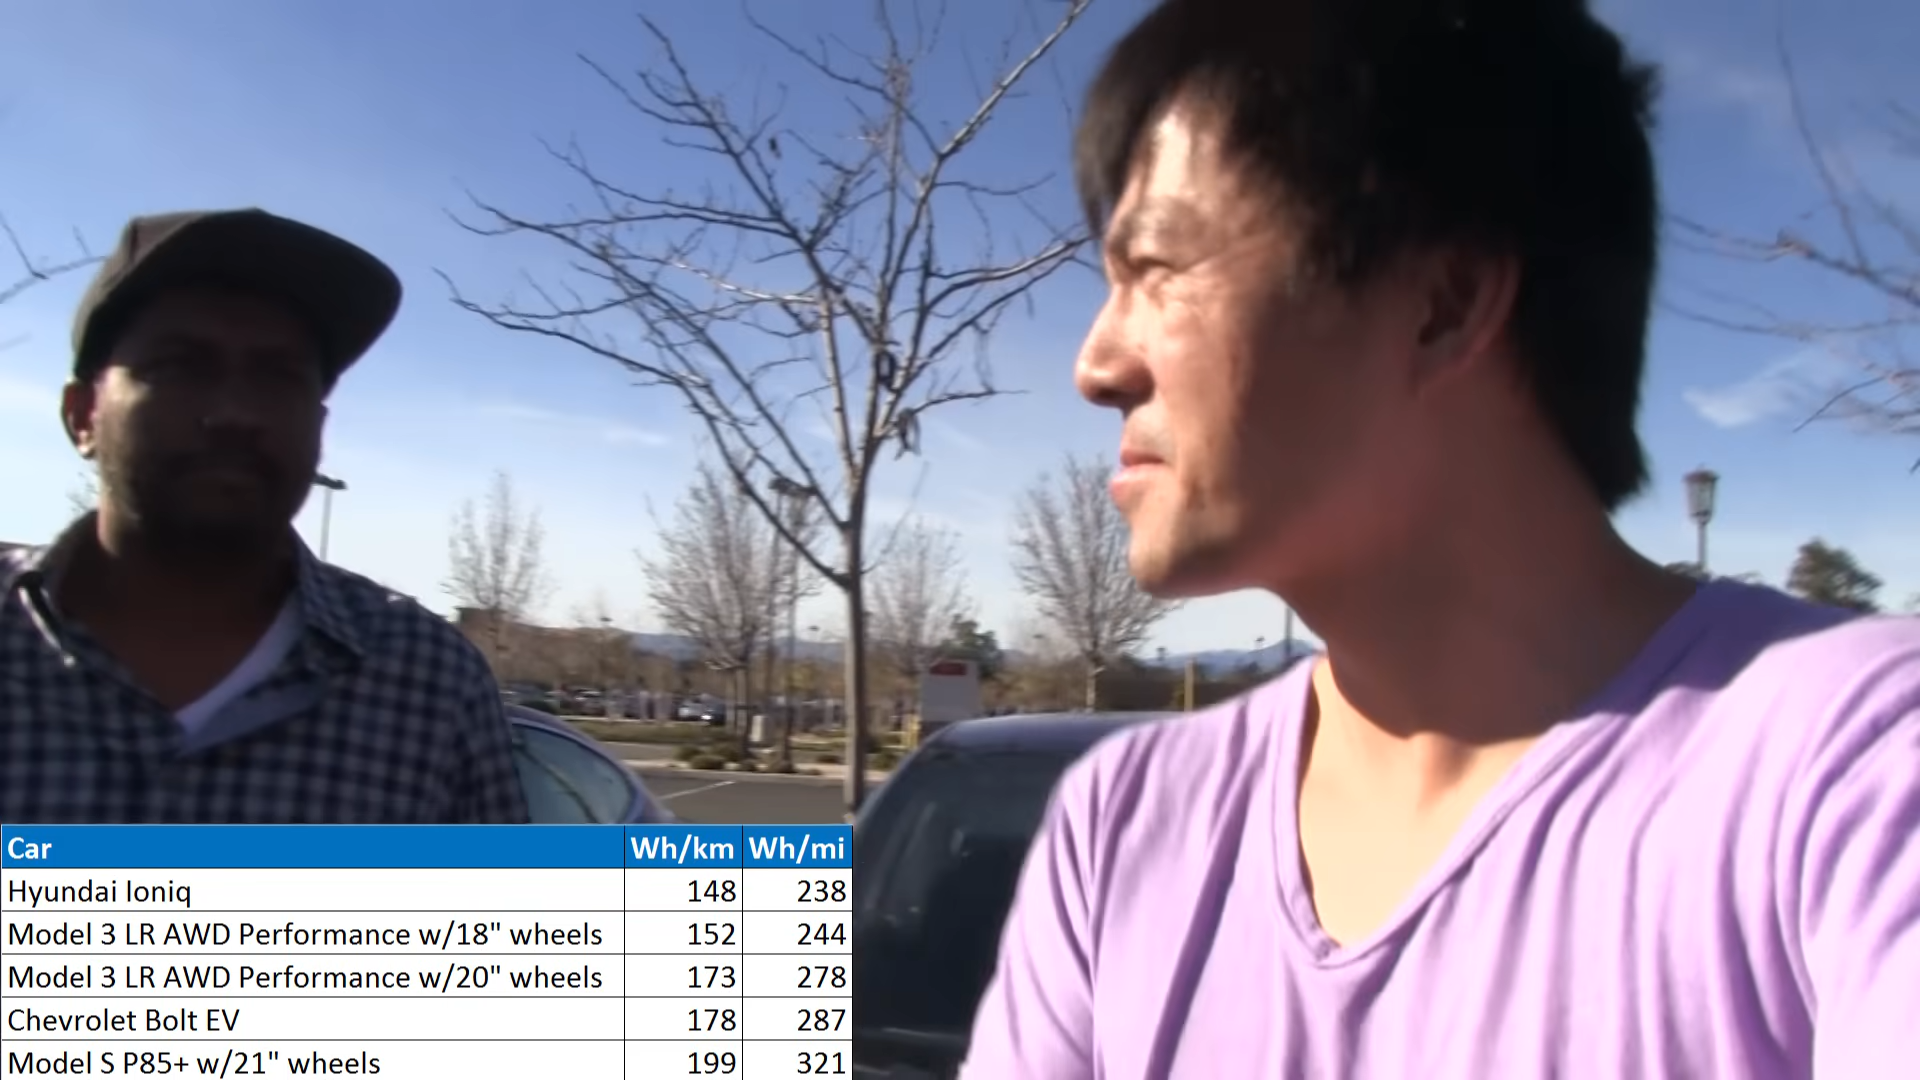 Car Wh/km Wh/mi
Hyundai Ioniq 148 238
Model 3 LR AWD Performance w/18" wheels 152 244
Model 3 LR AWD Performance w/20" wheels 173 278
Chevrolet Bolt EV 178 287
Model S P85+ w/21" wheels 199 321